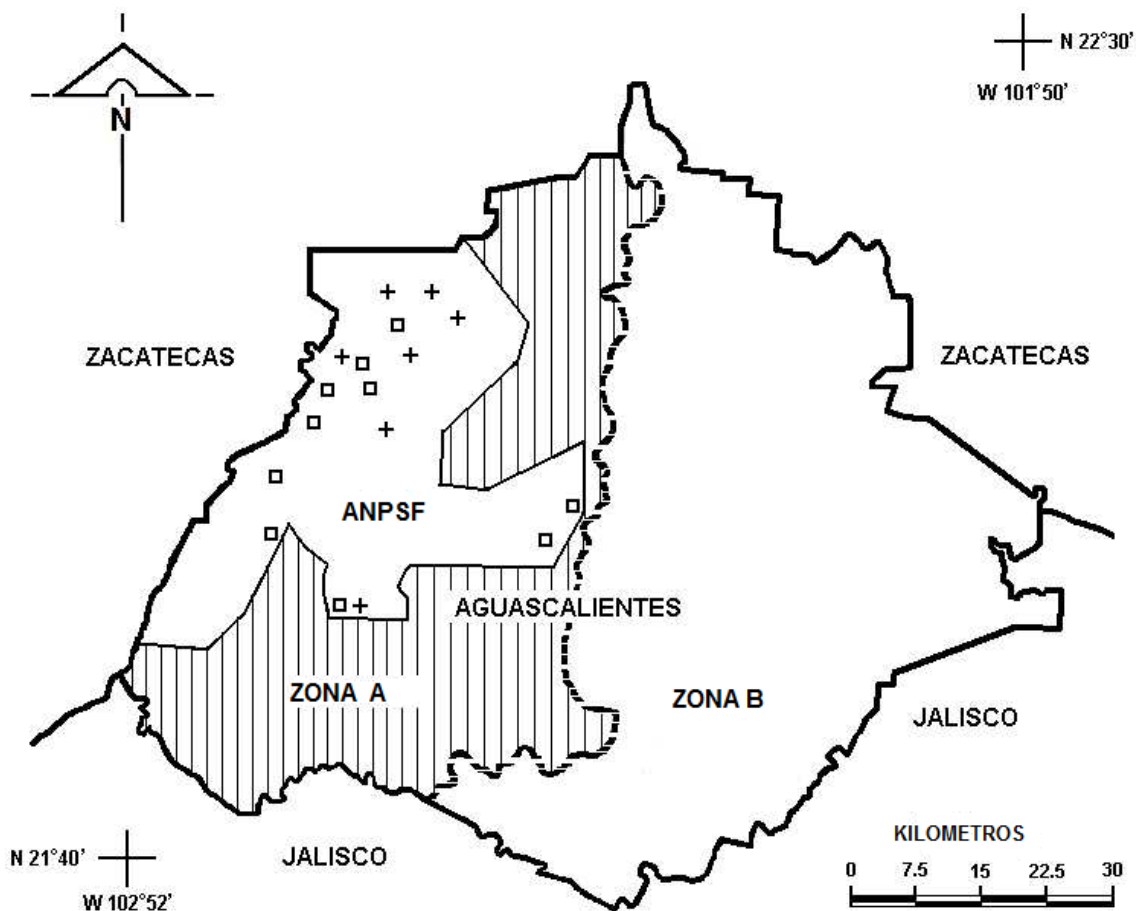 N 22°30'
W 101°50'
N
ZACATECAS
ZACATECAS
ANPSF
AGUASCALIENTES
ZONA A
ZONA B
JALISCO
KILOMETROS
N 21°40'
JALISCO
W 102°52'
0 7.5 15 22.5 30